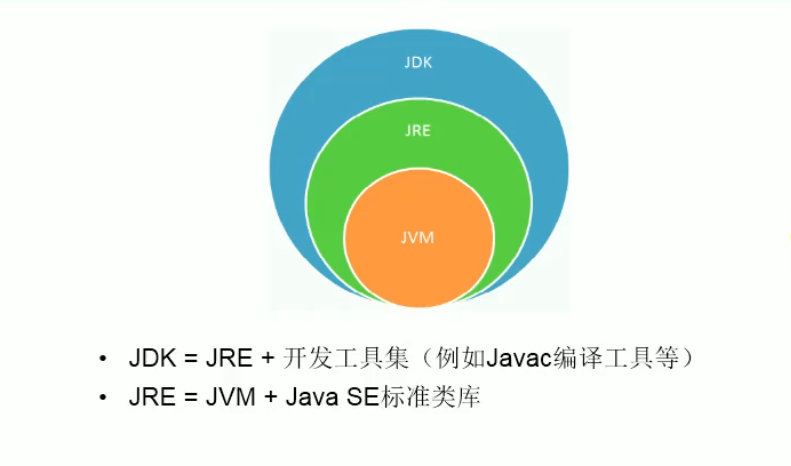 JDK
JRE
JVM
• JDK = JRE + 开发工具集（例如Javac编译工具等）
• JRE = JVM + Java SE标准类库